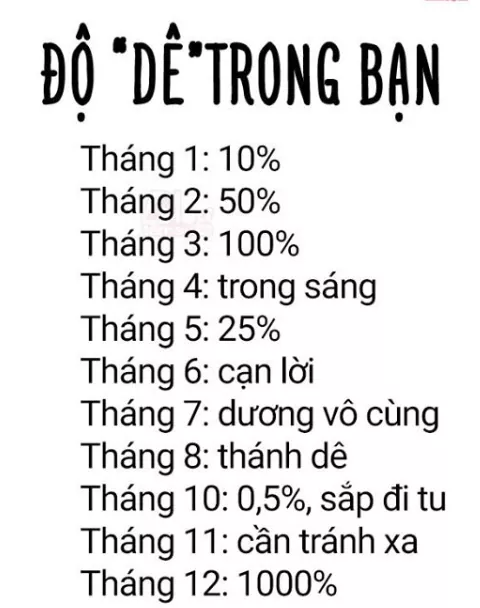 ĐỘ "DÊ" TRONG BẠN
Tháng 1: 10%
Tháng 2: 50%
Tháng 3: 100%
Tháng 4: trong sáng
Tháng 5: 25%
Tháng 6: cạn lời
Tháng 7: dương vô cùng
Tháng 8: thánh dê
Tháng 10: 0,5%, sắp đi tu
Tháng 11: cần tránh xa
Tháng 12: 1000%